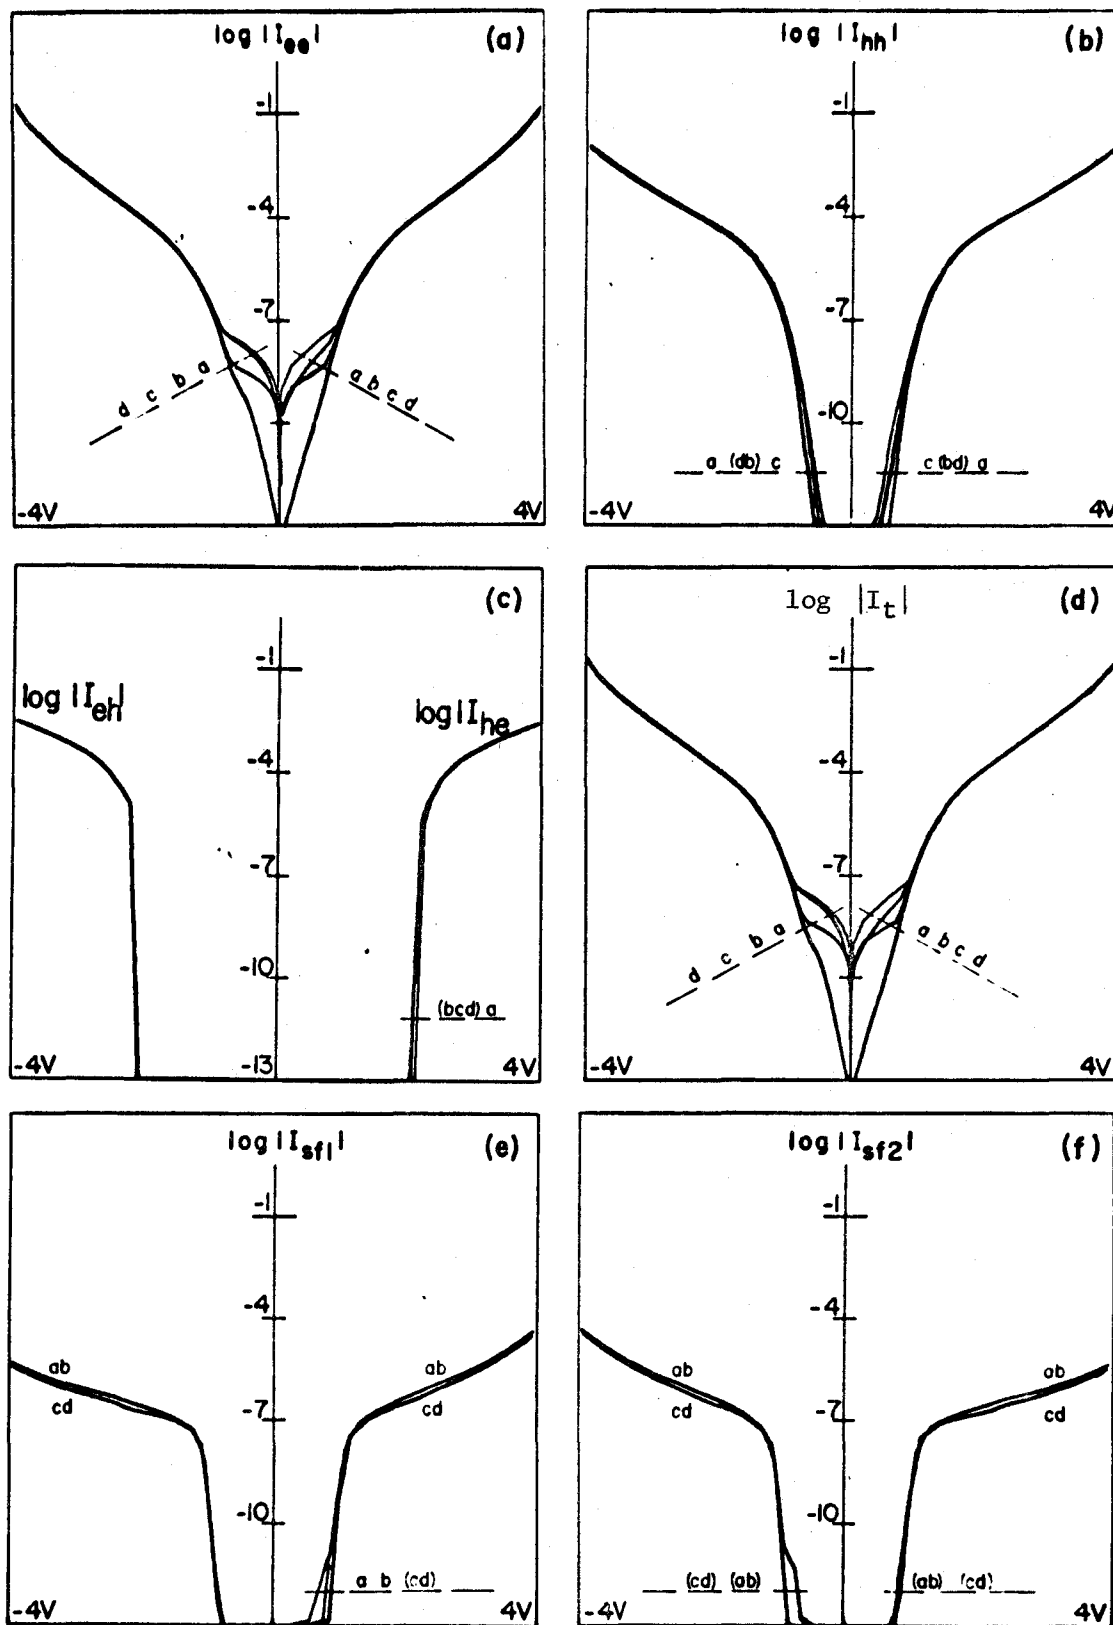 log |I_ee| (a)
-1
-4
-7
-10
d c b a
a b c d
-4V 4V
log |I_hh| (b)
-1
-4
-7
-10
a (db) c
c (bd) a
-4V 4V
(c)
-1
log |I_eh|
log |I_he
-4
-7
-10
(bcd) a
-4V -13 4V
log |I_t| (d)
-1
-4
-7
-10
d c b a
a b c d
-4V 4V
log |I_sf1| (e)
-1
-4
ab
ab
cd
cd
-7
-10
a b (cd)
-4V 4V
log |I_sf2| (f)
-1
-4
ab
ab
cd
cd
-7
-10
(cd) (ab)
(ab) (cd)
-4V 4V